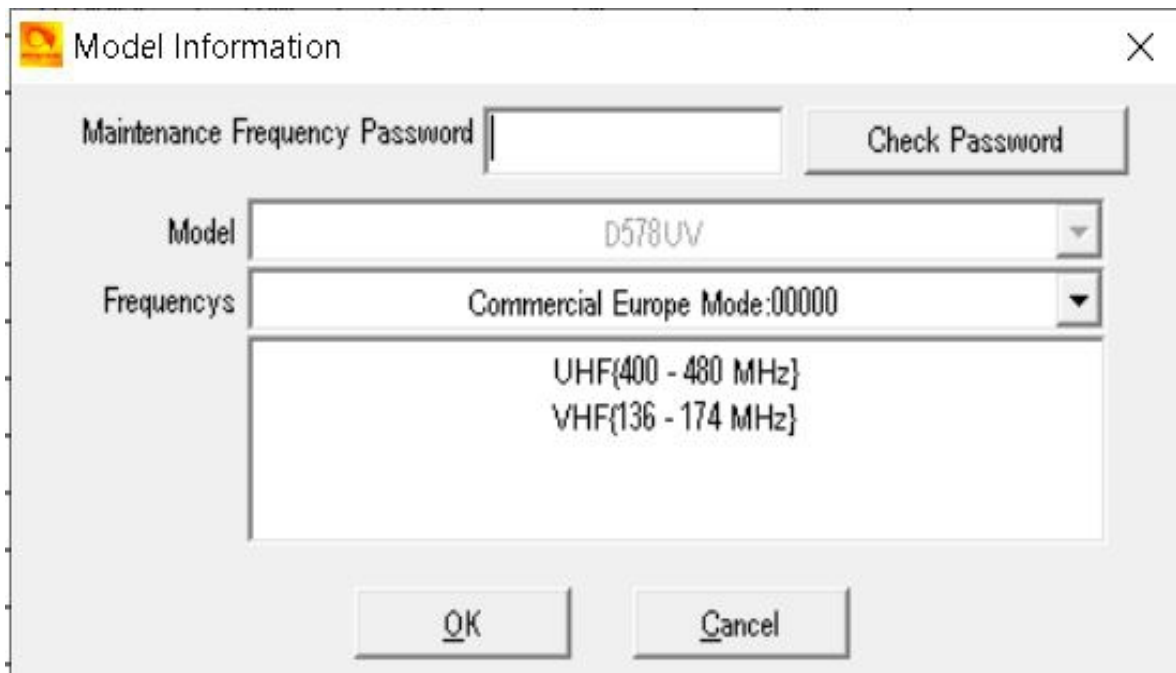 Model Information
Maintenance Frequency Password
Check Password
Model
D578UV
Frequencys
Commercial Europe Mode:00000
UHF{400 - 480 MHz}
VHF{136 - 174 MHz}
OK
Cancel